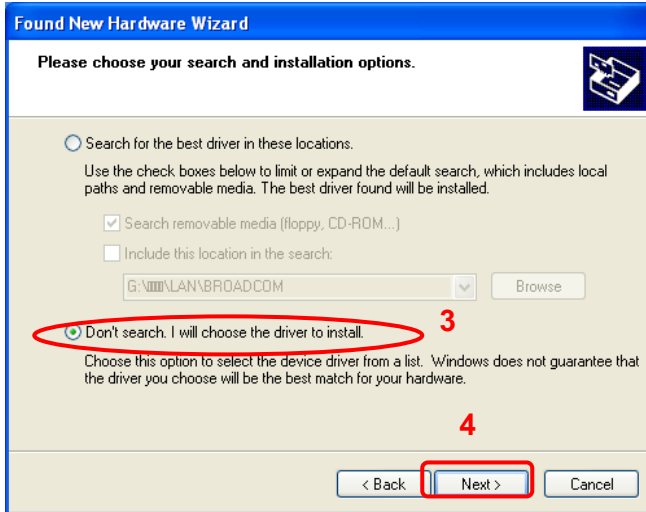 Found New Hardware Wizard
Please choose your search and installation options.
Search for the best driver in these locations.
Use the check boxes below to limit or expand the default search, which includes local
paths and removable media. The best driver found will be installed.
Search removable media (floppy, CD-ROM...)
Include this location in the search:
G:\LAN\BROADCOM
Browse
3
Don't search. I will choose the driver to install.
Choose this option to select the device driver from a list. Windows does not guarantee that
the driver you choose will be the best match for your hardware.
4
< Back Next > Cancel